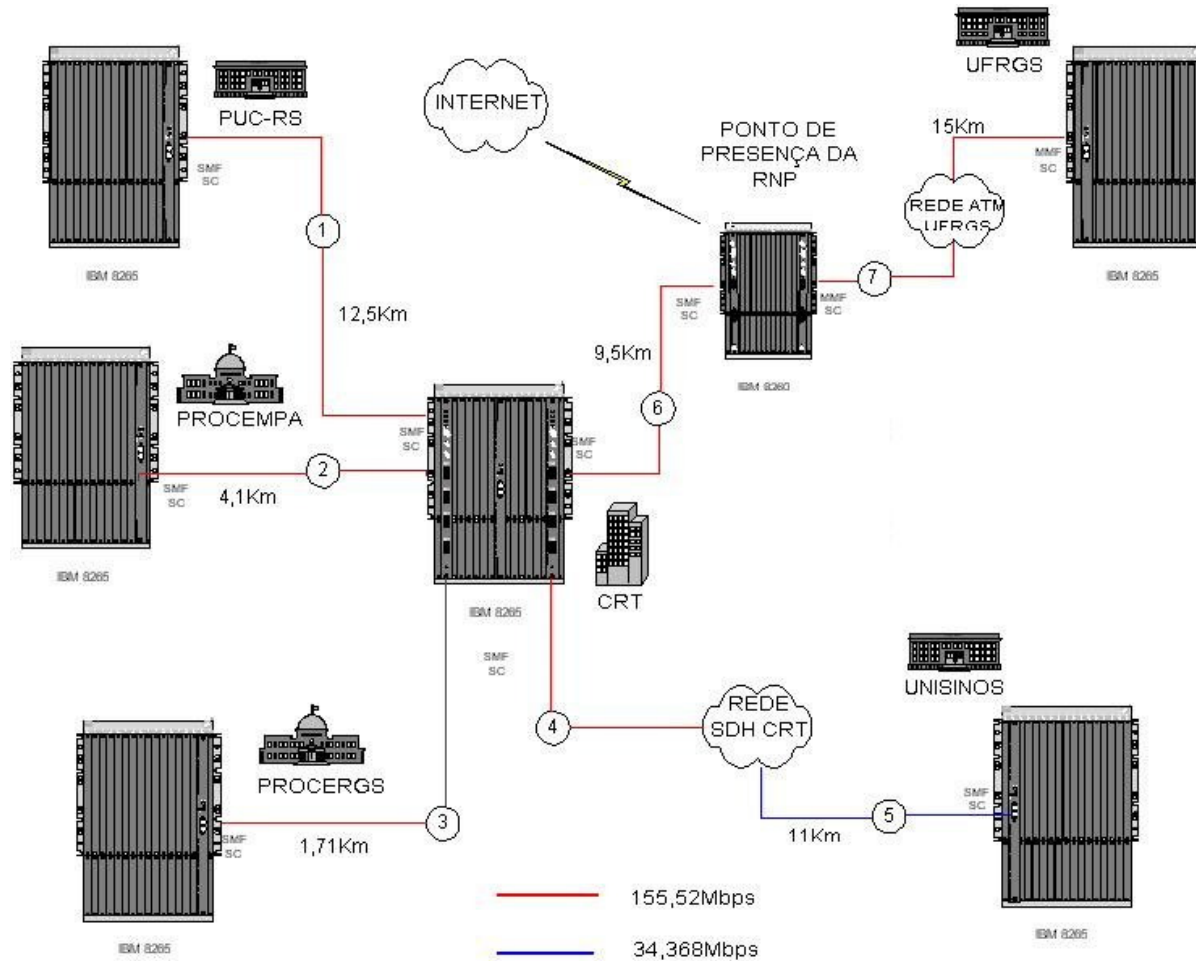 UFRGS
PUC-RS
INTERNET
PONTO DE
PRESENÇA DA
RNP
15Km
SMF
SC
MMF
SC
REDE ATM
UFRGS
1
IBM 8265
7
IBM 8265
SMF
SC
MMF
SC
12,5Km
9,5Km
IBM 8260
PROCEMPA
6
SMF
SC
SMF
SC
2
4,1Km
SMF
SC
IBM 8265
CRT
IBM 8265
SMF
SC
UNISINOS
REDE
SDH CRT
4
PROCERGS
SMF
SC
3
5
1,71Km
SMF
SC
11Km
155,52Mbps
IBM 8265
34,368Mbps
IBM 8265